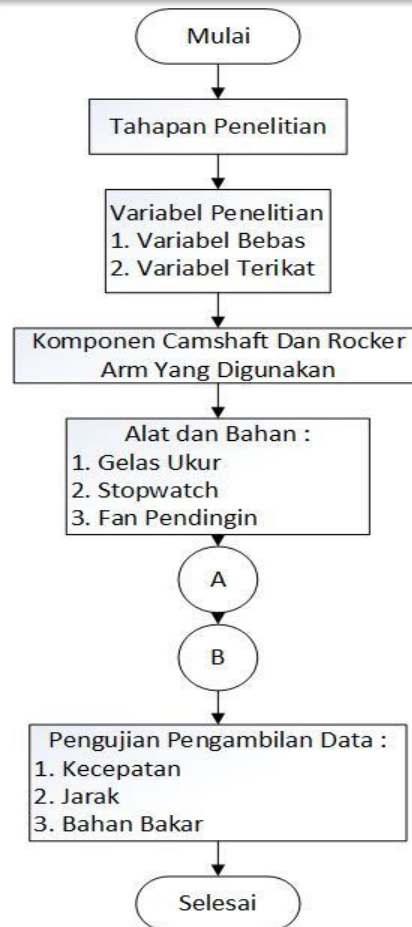 Mulai
Tahapan Penelitian
Variabel Penelitian
1. Variabel Bebas
2. Variabel Terikat
Komponen Camshaft Dan Rocker
Arm Yang Digunakan
Alat dan Bahan :
1. Gelas Ukur
2. Stopwatch
3. Fan Pendingin
A
B
Pengujian Pengambilan Data :
1. Kecepatan
2. Jarak
3. Bahan Bakar
Selesai